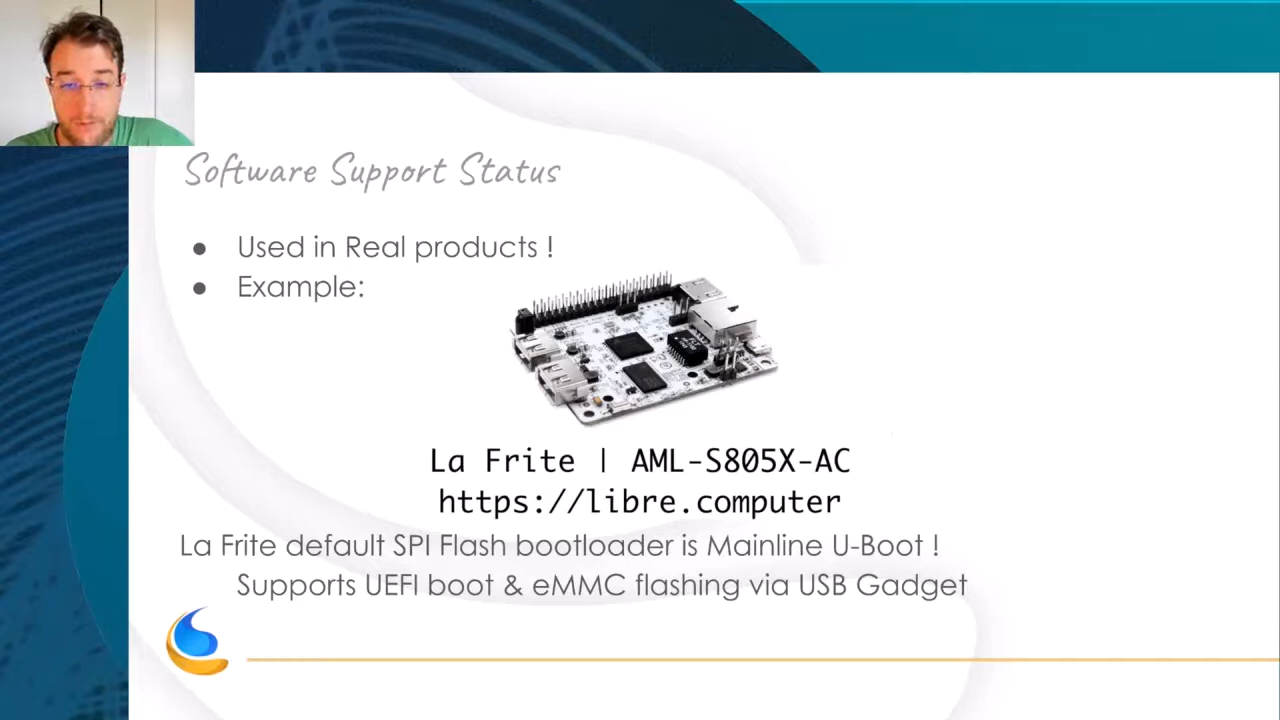 Software Support Status
● Used in Real products !
● Example:
La Frite | AML-S805X-AC
https://libre.computer
La Frite default SPI Flash bootloader is Mainline U-Boot !
Supports UEFI boot & eMMC flashing via USB Gadget